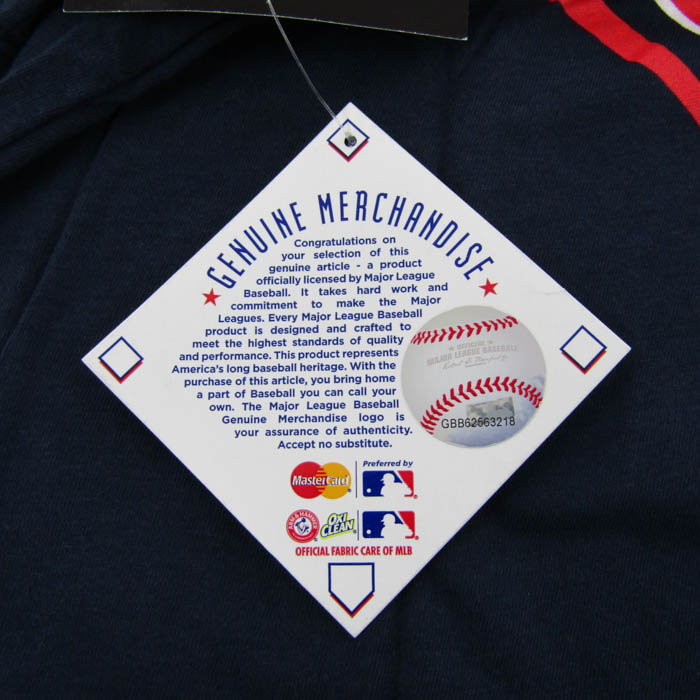 GENUINE MERCHANDISE
Congratulations on
your selection of this
genuine article - a product
officially licensed by Major League
Baseball. It takes hard work and
commitment to make the Major
Leagues. Every Major League Baseball
product is designed and crafted to
meet the highest standards of quality
and performance. This product represents
America's long baseball heritage. With the
purchase of this article, you bring home
a part of Baseball you can call your
own. The Major League Baseball
Genuine Merchandise logo is
your assurance of authenticity.
Accept no substitute.
OFFICIAL
MAJOR LEAGUE BASEBALL
GBB62563218
MasterCard
Preferred by
ARM & HAMMER
OXI
CLEAN
OFFICIAL FABRIC CARE OF MLB